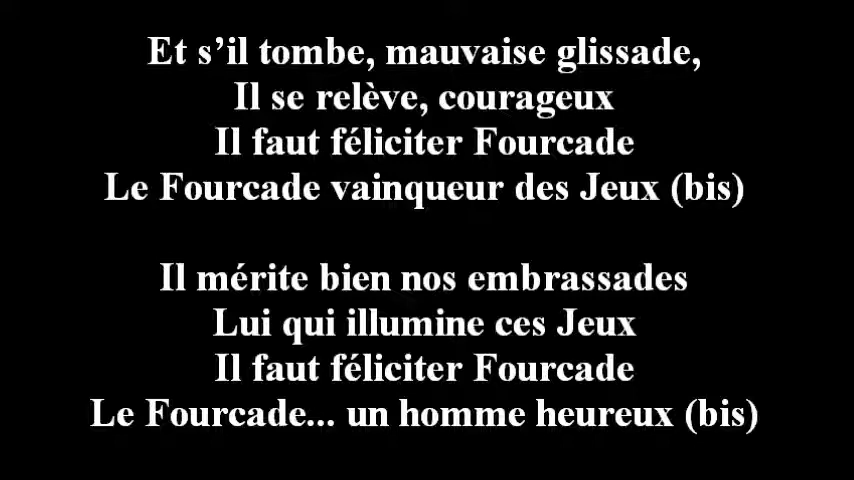 Et s’il tombe, mauvaise glissade,
Il se relève, courageux
Il faut féliciter Fourcade
Le Fourcade vainqueur des Jeux (bis)
Il mérite bien nos embrassades
Lui qui illumine ces Jeux
Il faut féliciter Fourcade
Le Fourcade... un homme heureux (bis)